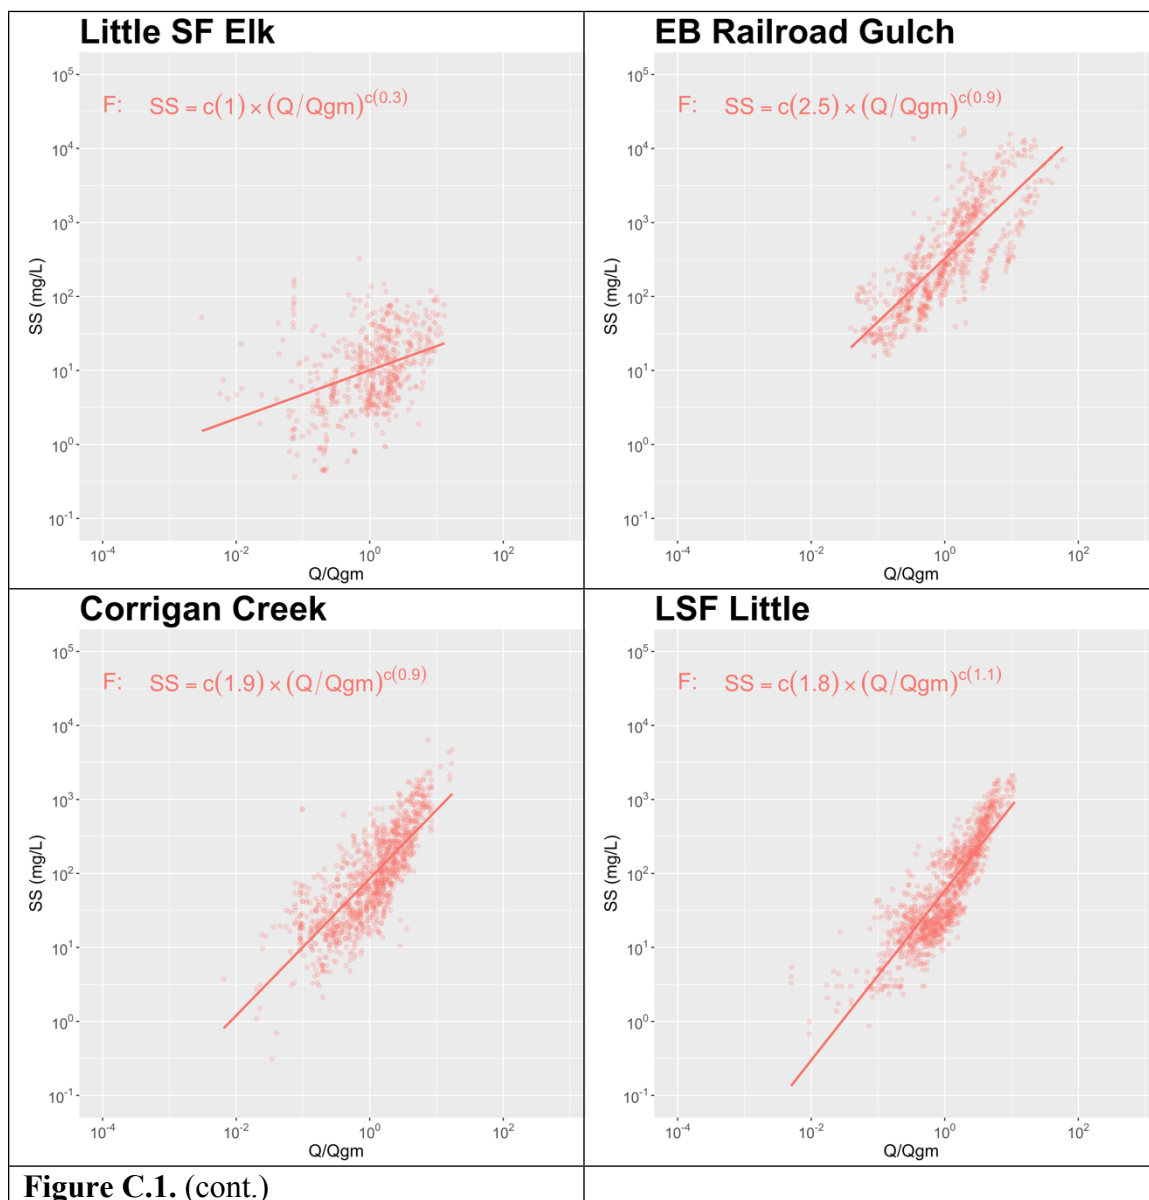 Little SF Elk
F: SS = c(1) × (Q/Qgm)^c(0.3)
10^5
10^4
10^3
10^2
10^1
10^0
10^-1
SS (mg/L)
10^-4 10^-2 10^0 10^2
Q/Qgm
EB Railroad Gulch
F: SS = c(2.5) × (Q/Qgm)^c(0.9)
10^5
10^4
10^3
10^2
10^1
10^0
10^-1
SS (mg/L)
10^-4 10^-2 10^0 10^2
Q/Qgm
Corrigan Creek
F: SS = c(1.9) × (Q/Qgm)^c(0.9)
10^5
10^4
10^3
10^2
10^1
10^0
10^-1
SS (mg/L)
10^-4 10^-2 10^0 10^2
Q/Qgm
LSF Little
F: SS = c(1.8) × (Q/Qgm)^c(1.1)
10^5
10^4
10^3
10^2
10^1
10^0
10^-1
SS (mg/L)
10^-4 10^-2 10^0 10^2
Q/Qgm
Figure C.1. (cont.)